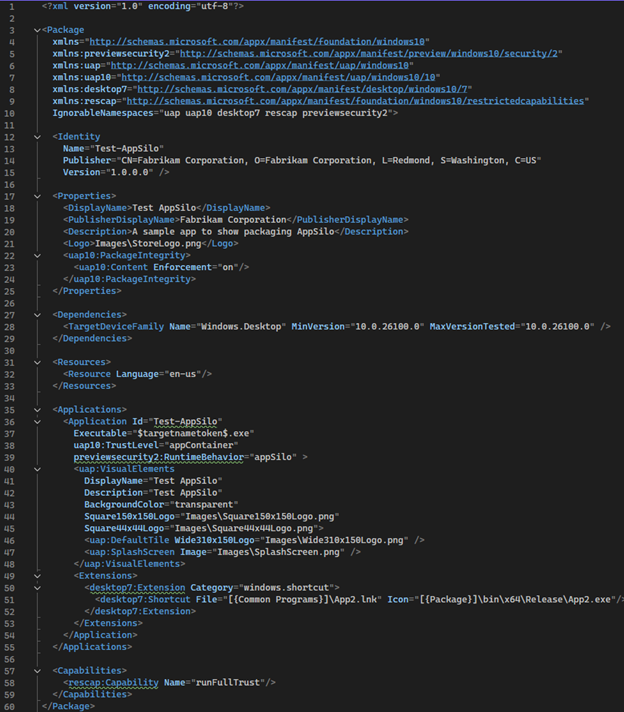 1 <?xml version="1.0" encoding="utf-8"?>
2
3 <Package
4 xmlns="http://schemas.microsoft.com/appx/manifest/foundation/windows10"
5 xmlns:previewsecurity2="http://schemas.microsoft.com/appx/manifest/preview/windows10/security/2"
6 xmlns:uap="http://schemas.microsoft.com/appx/manifest/uap/windows10"
7 xmlns:uap10="http://schemas.microsoft.com/appx/manifest/uap/windows10/10"
8 xmlns:desktop7="http://schemas.microsoft.com/appx/manifest/desktop/windows10/7"
9 xmlns:rescap="http://schemas.microsoft.com/appx/manifest/foundation/windows10/restrictedcapabilities"
10 IgnorableNamespaces="uap uap10 desktop7 rescap previewsecurity2">
11
12 <Identity
13 Name="Test-AppSilo"
14 Publisher="CN=Fabrikam Corporation, O=Fabrikam Corporation, L=Redmond, S=Washington, C=US"
15 Version="1.0.0.0" />
16
17 <Properties>
18 <DisplayName>Test AppSilo</DisplayName>
19 <PublisherDisplayName>Fabrikam Corporation</PublisherDisplayName>
20 <Description>A sample app to show packaging AppSilo</Description>
21 <Logo>Images\StoreLogo.png</Logo>
22 <uap10:PackageIntegrity>
23 <uap10:Content Enforcement="on"/>
24 </uap10:PackageIntegrity>
25 </Properties>
26
27 <Dependencies>
28 <TargetDeviceFamily Name="Windows.Desktop" MinVersion="10.0.26100.0" MaxVersionTested="10.0.26100.0" />
29 </Dependencies>
30
31 <Resources>
32 <Resource Language="en-us"/>
33 </Resources>
34
35 <Applications>
36 <Application Id="Test-AppSilo"
37 Executable="$targetnametoken$.exe"
38 uap10:TrustLevel="appContainer"
39 previewsecurity2:RuntimeBehavior="appSilo" >
40 <uap:VisualElements
41 DisplayName="Test AppSilo"
42 Description="Test AppSilo"
43 BackgroundColor="transparent"
44 Square150x150Logo="Images\Square150x150Logo.png"
45 Square44x44Logo="Images\Square44x44Logo.png">
46 <uap:DefaultTile Wide310x150Logo="Images\Wide310x150Logo.png" />
47 <uap:SplashScreen Image="Images\SplashScreen.png" />
48 </uap:VisualElements>
49 <Extensions>
50 <desktop7:Extension Category="windows.shortcut">
51 <desktop7:Shortcut File="[{Common Programs}]\App2.lnk" Icon="[{Package}]\bin\x64\Release\App2.exe"/>
52 </desktop7:Extension>
53 </Extensions>
54 </Application>
55 </Applications>
56
57 <Capabilities>
58 <rescap:Capability Name="runFullTrust"/>
59 </Capabilities>
60 </Package>